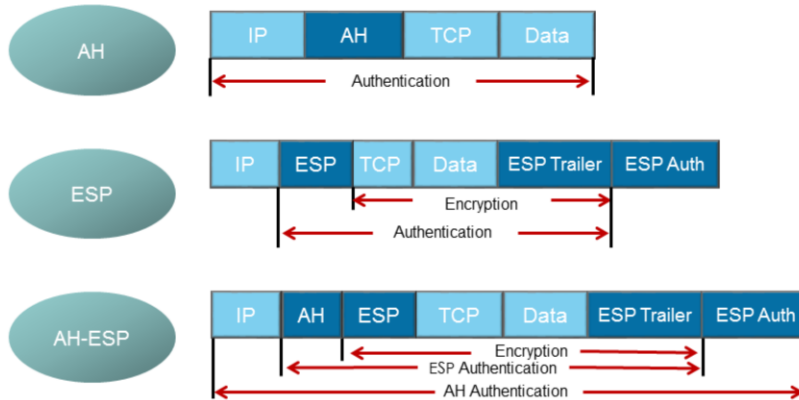 AH
IP AH TCP Data
Authentication
ESP
IP ESP TCP Data ESP Trailer ESP Auth
Encryption
Authentication
AH-ESP
IP AH ESP TCP Data ESP Trailer ESP Auth
Encryption
ESP Authentication
AH Authentication